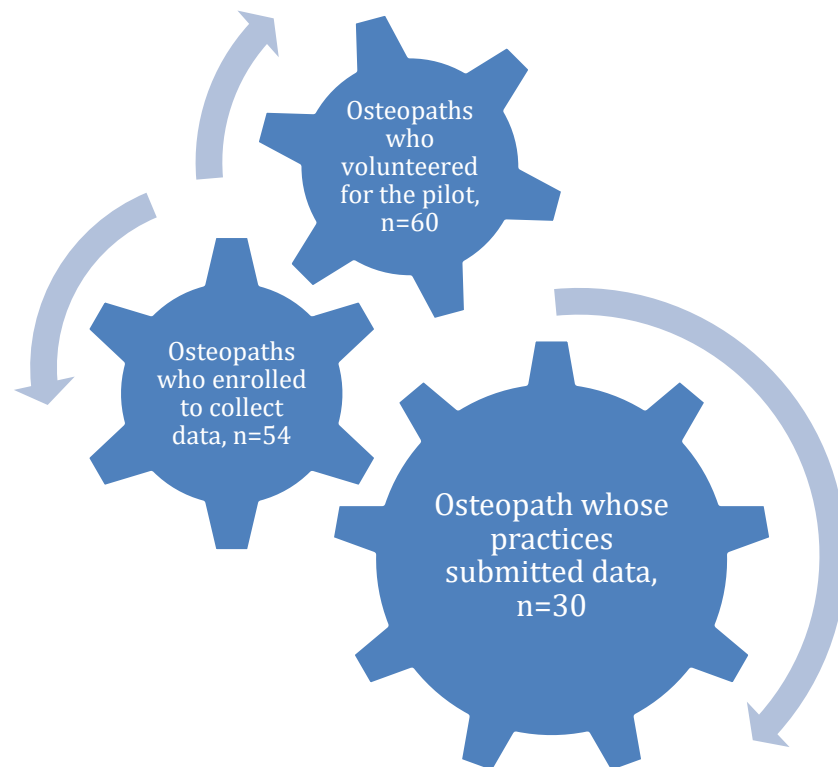 Osteopaths
who
volunteered
for the pilot,
n=60
Osteopaths
who enrolled
to collect
data, n=54
Osteopath whose
practices
submitted data,
n=30